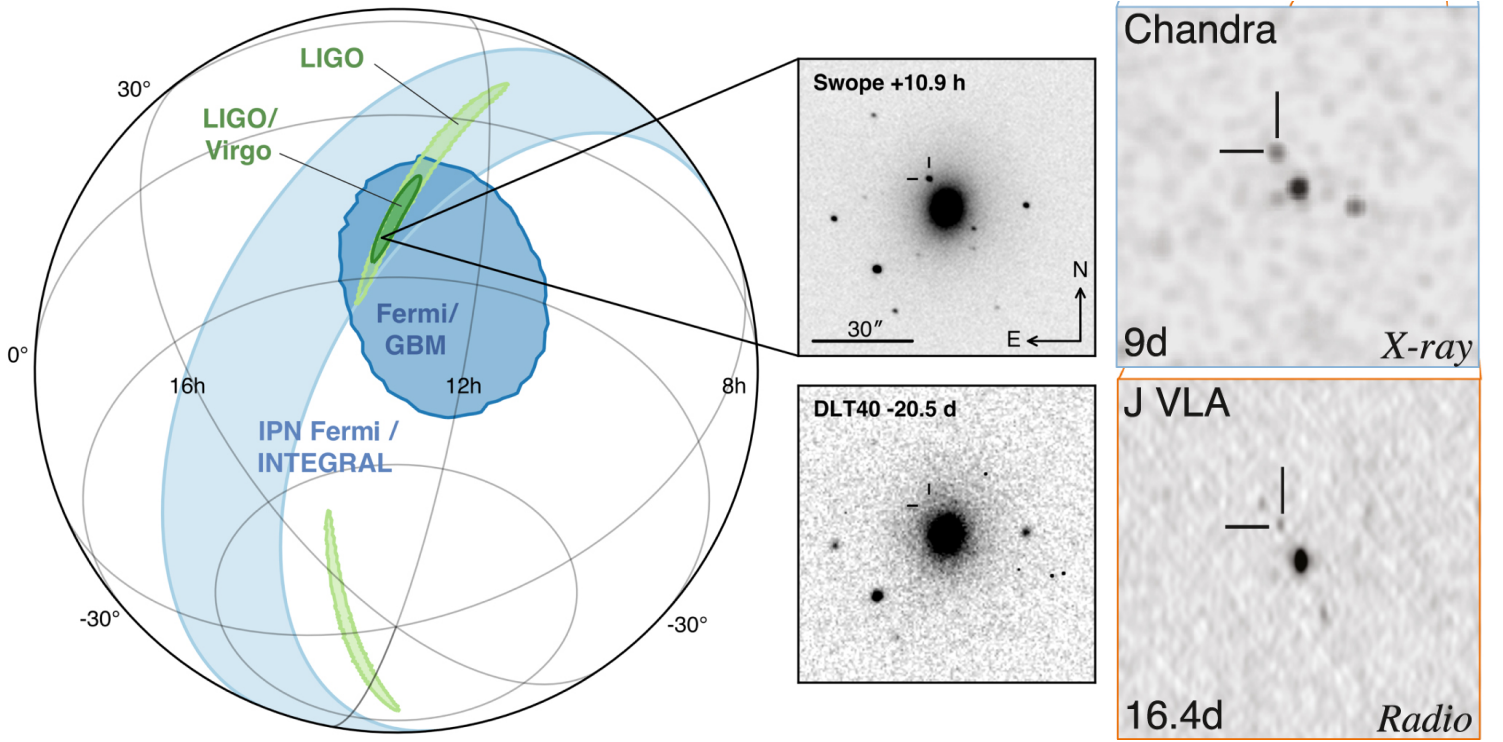 LIGO
LIGO/
Virgo
30°
0°
16h
12h
8h
Fermi/
GBM
IPN Fermi /
INTEGRAL
-30°
-30°
Swope +10.9 h
30″
N
E
DLT40 -20.5 d
Chandra
9d
X-ray
J VLA
16.4d
Radio